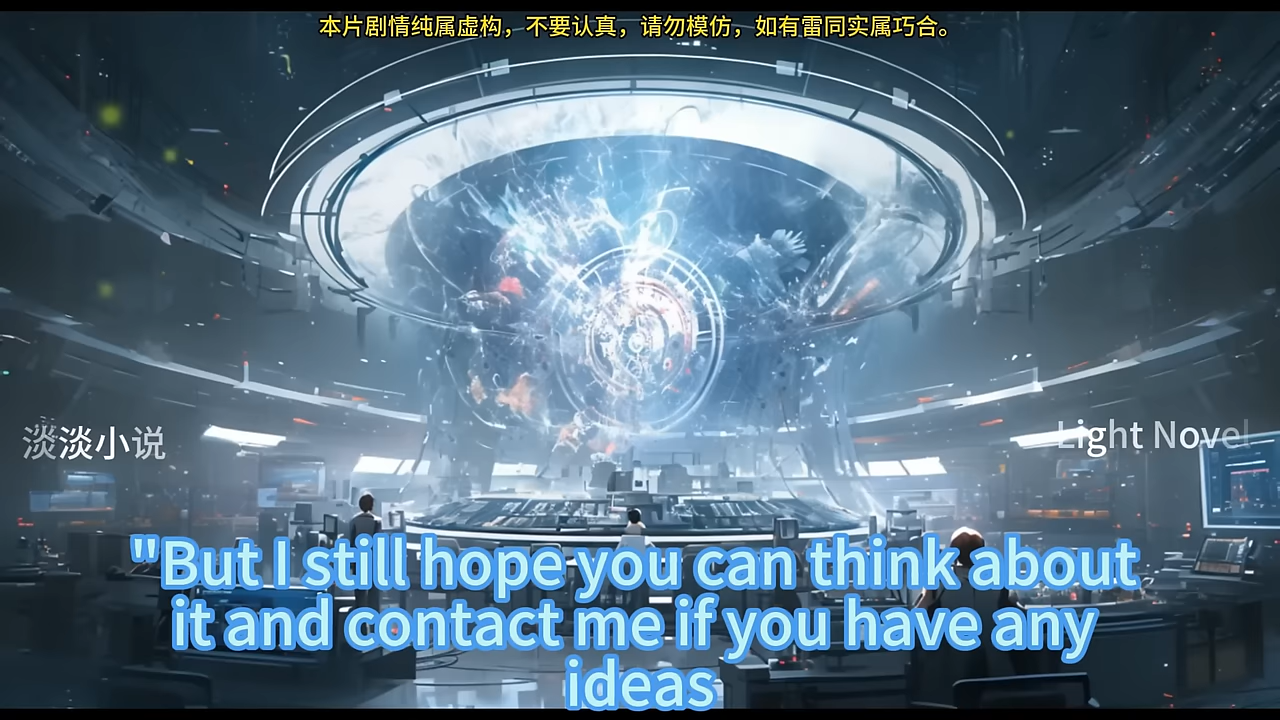 本片剧情纯属虚构，不要认真，请勿模仿，如有雷同实属巧合。
淡淡小说
Light Novel
"But I still hope you can think about
it and contact me if you have any
ideas